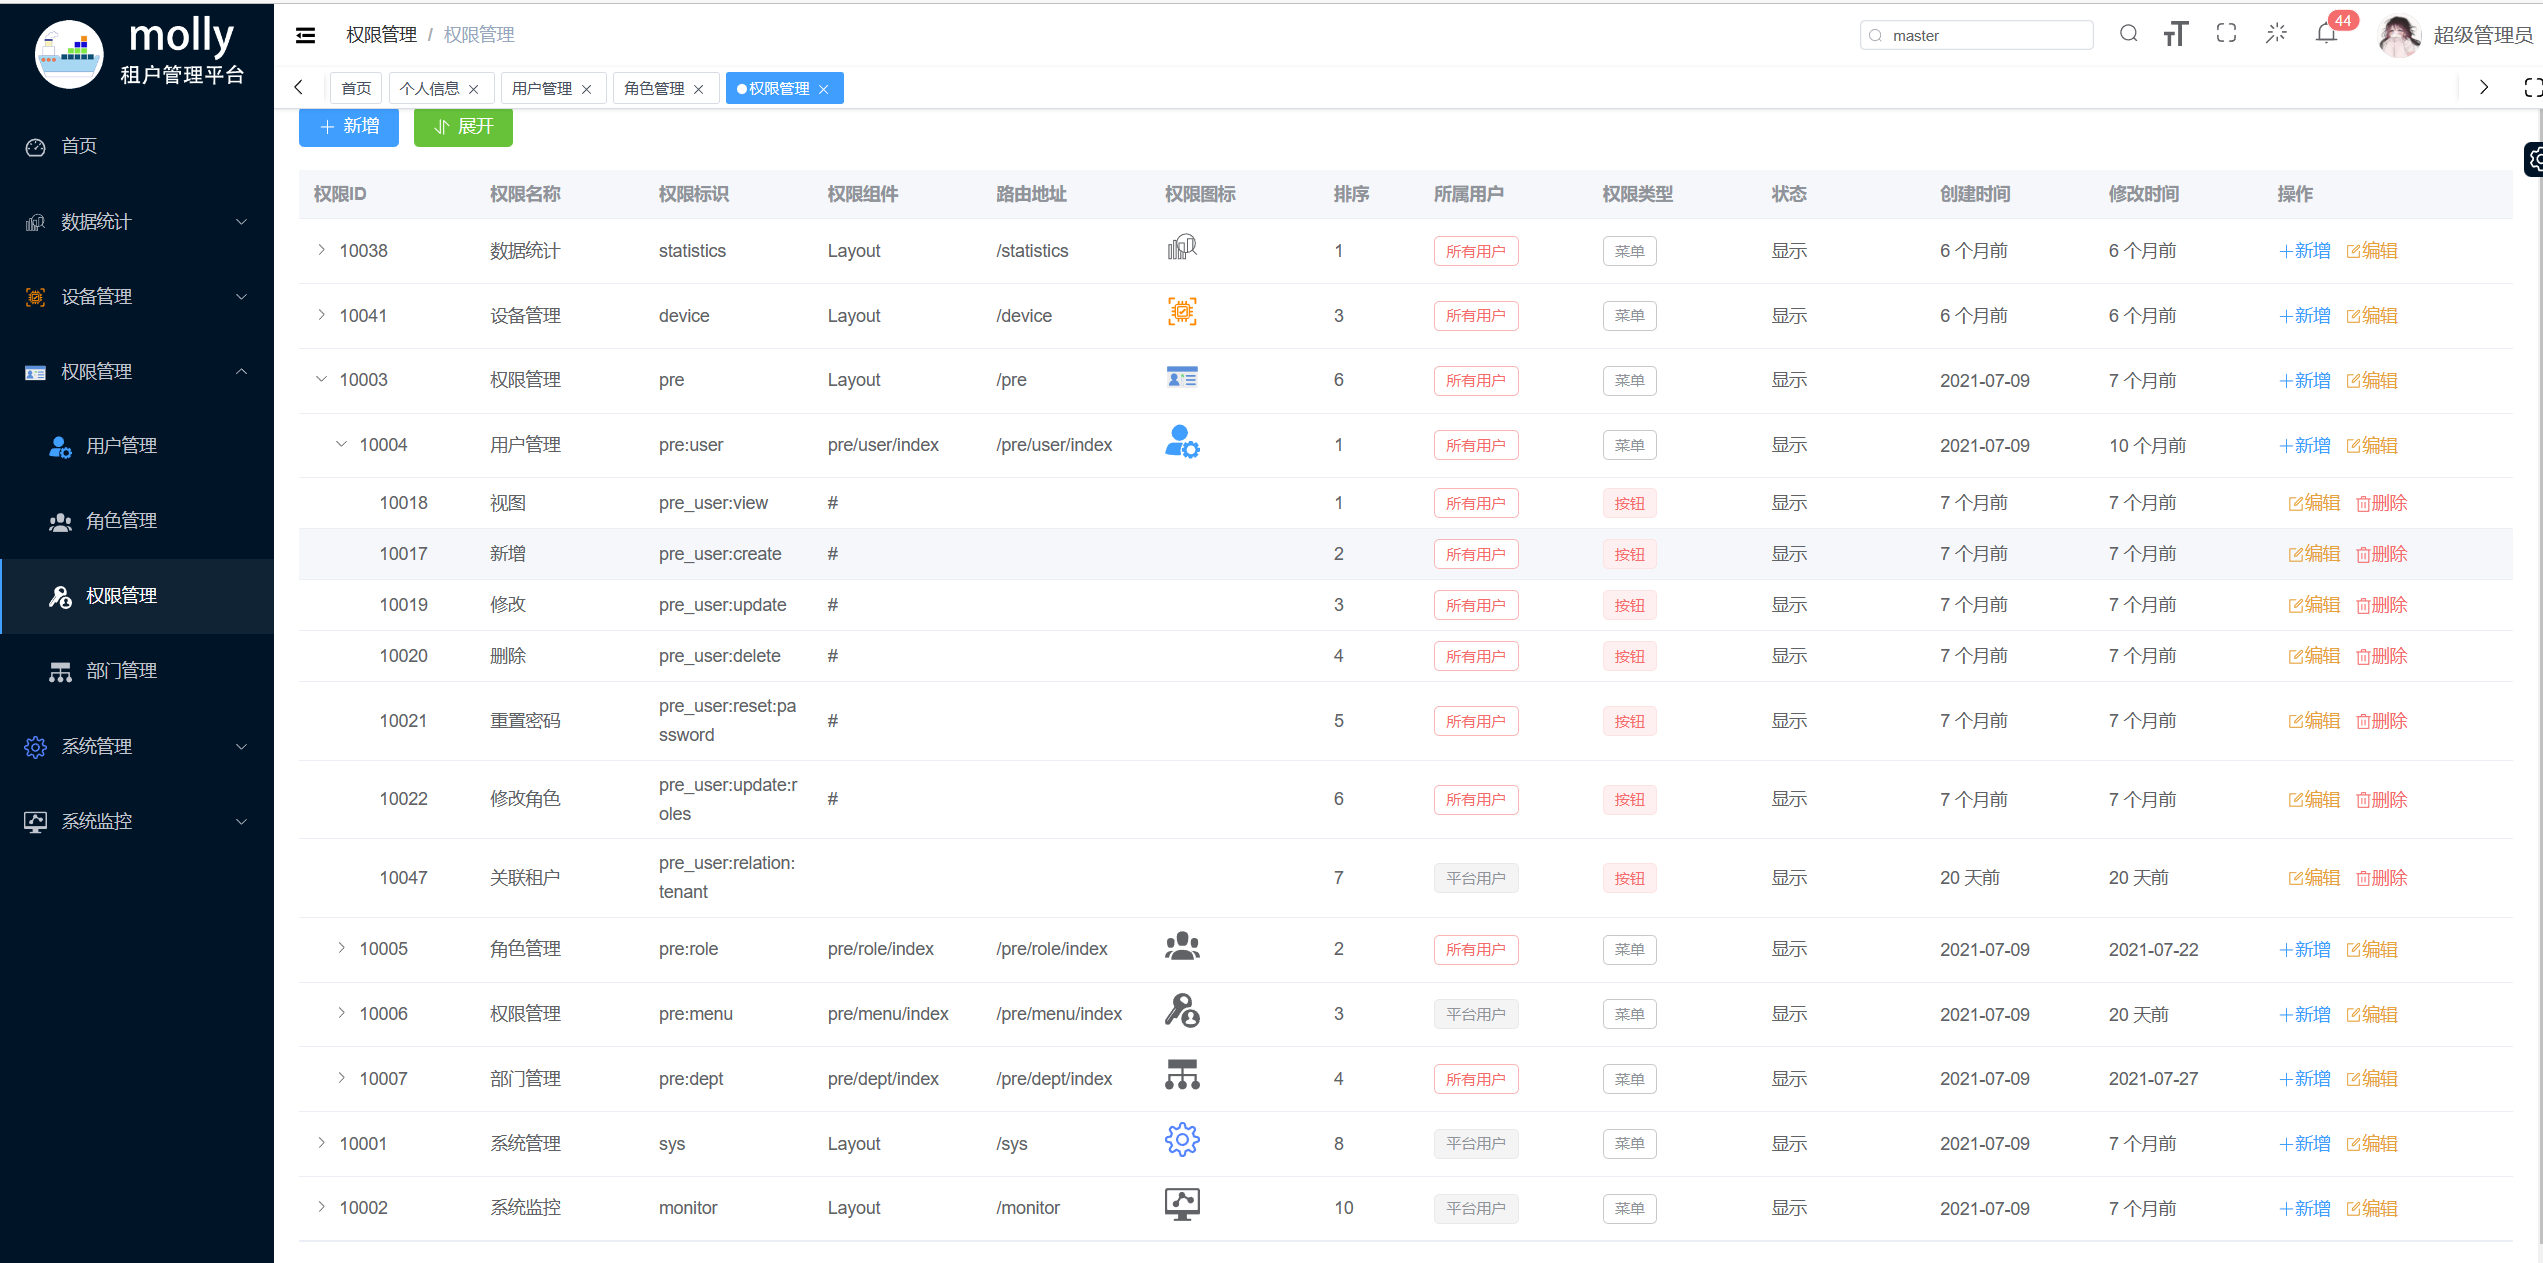 molly
租户管理平台
首页
数据统计
设备管理
权限管理
用户管理
角色管理
权限管理
部门管理
系统管理
系统监控
权限管理 / 权限管理
master
44
超级管理员
首页 个人信息 用户管理 角色管理 权限管理
新增 展开
权限ID 权限名称 权限标识 权限组件 路由地址 权限图标 排序 所属用户 权限类型 状态 创建时间 修改时间 操作
10038 数据统计 statistics Layout /statistics 1 所有用户 菜单 显示 6 个月前 6 个月前 +新增 编辑
10041 设备管理 device Layout /device 3 所有用户 菜单 显示 6 个月前 6 个月前 +新增 编辑
10003 权限管理 pre Layout /pre 6 所有用户 菜单 显示 2021-07-09 7 个月前 +新增 编辑
10004 用户管理 pre:user pre/user/index /pre/user/index 1 所有用户 菜单 显示 2021-07-09 10 个月前 +新增 编辑
10018 视图 pre_user:view # 1 所有用户 按钮 显示 7 个月前 7 个月前 编辑 删除
10017 新增 pre_user:create # 2 所有用户 按钮 显示 7 个月前 7 个月前 编辑 删除
10019 修改 pre_user:update # 3 所有用户 按钮 显示 7 个月前 7 个月前 编辑 删除
10020 删除 pre_user:delete # 4 所有用户 按钮 显示 7 个月前 7 个月前 编辑 删除
10021 重置密码 pre_user:reset:pa
ssword # 5 所有用户 按钮 显示 7 个月前 7 个月前 编辑 删除
10022 修改角色 pre_user:update:r
oles # 6 所有用户 按钮 显示 7 个月前 7 个月前 编辑 删除
10047 关联租户 pre_user:relation:
tenant 7 平台用户 按钮 显示 20 天前 20 天前 编辑 删除
10005 角色管理 pre:role pre/role/index /pre/role/index 2 所有用户 菜单 显示 2021-07-09 2021-07-22 +新增 编辑
10006 权限管理 pre:menu pre/menu/index /pre/menu/index 3 平台用户 菜单 显示 2021-07-09 20 天前 +新增 编辑
10007 部门管理 pre:dept pre/dept/index /pre/dept/index 4 所有用户 菜单 显示 2021-07-09 2021-07-27 +新增 编辑
10001 系统管理 sys Layout /sys 8 平台用户 菜单 显示 2021-07-09 7 个月前 +新增 编辑
10002 系统监控 monitor Layout /monitor 10 平台用户 菜单 显示 2021-07-09 7 个月前 +新增 编辑